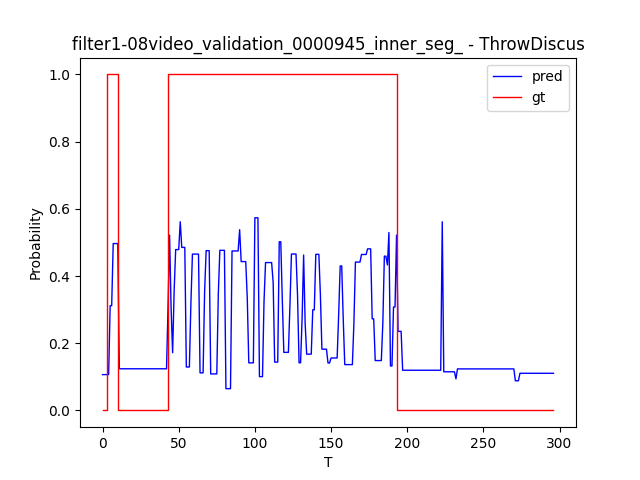 filter1-08video_validation_0000945_inner_seg_ - ThrowDiscus
pred
gt
1.0
0.8
0.6
0.4
0.2
0.0
Probability
0
50
100
150
200
250
300
T